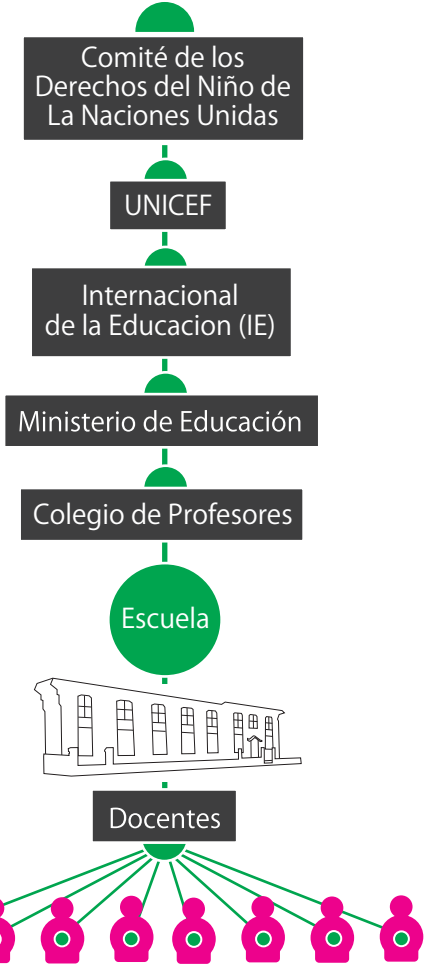 Comité de los
Derechos del Niño de
La Naciones Unidas
UNICEF
Internacional
de la Educacion (IE)
Ministerio de Educación
Colegio de Profesores
Escuela
Docentes